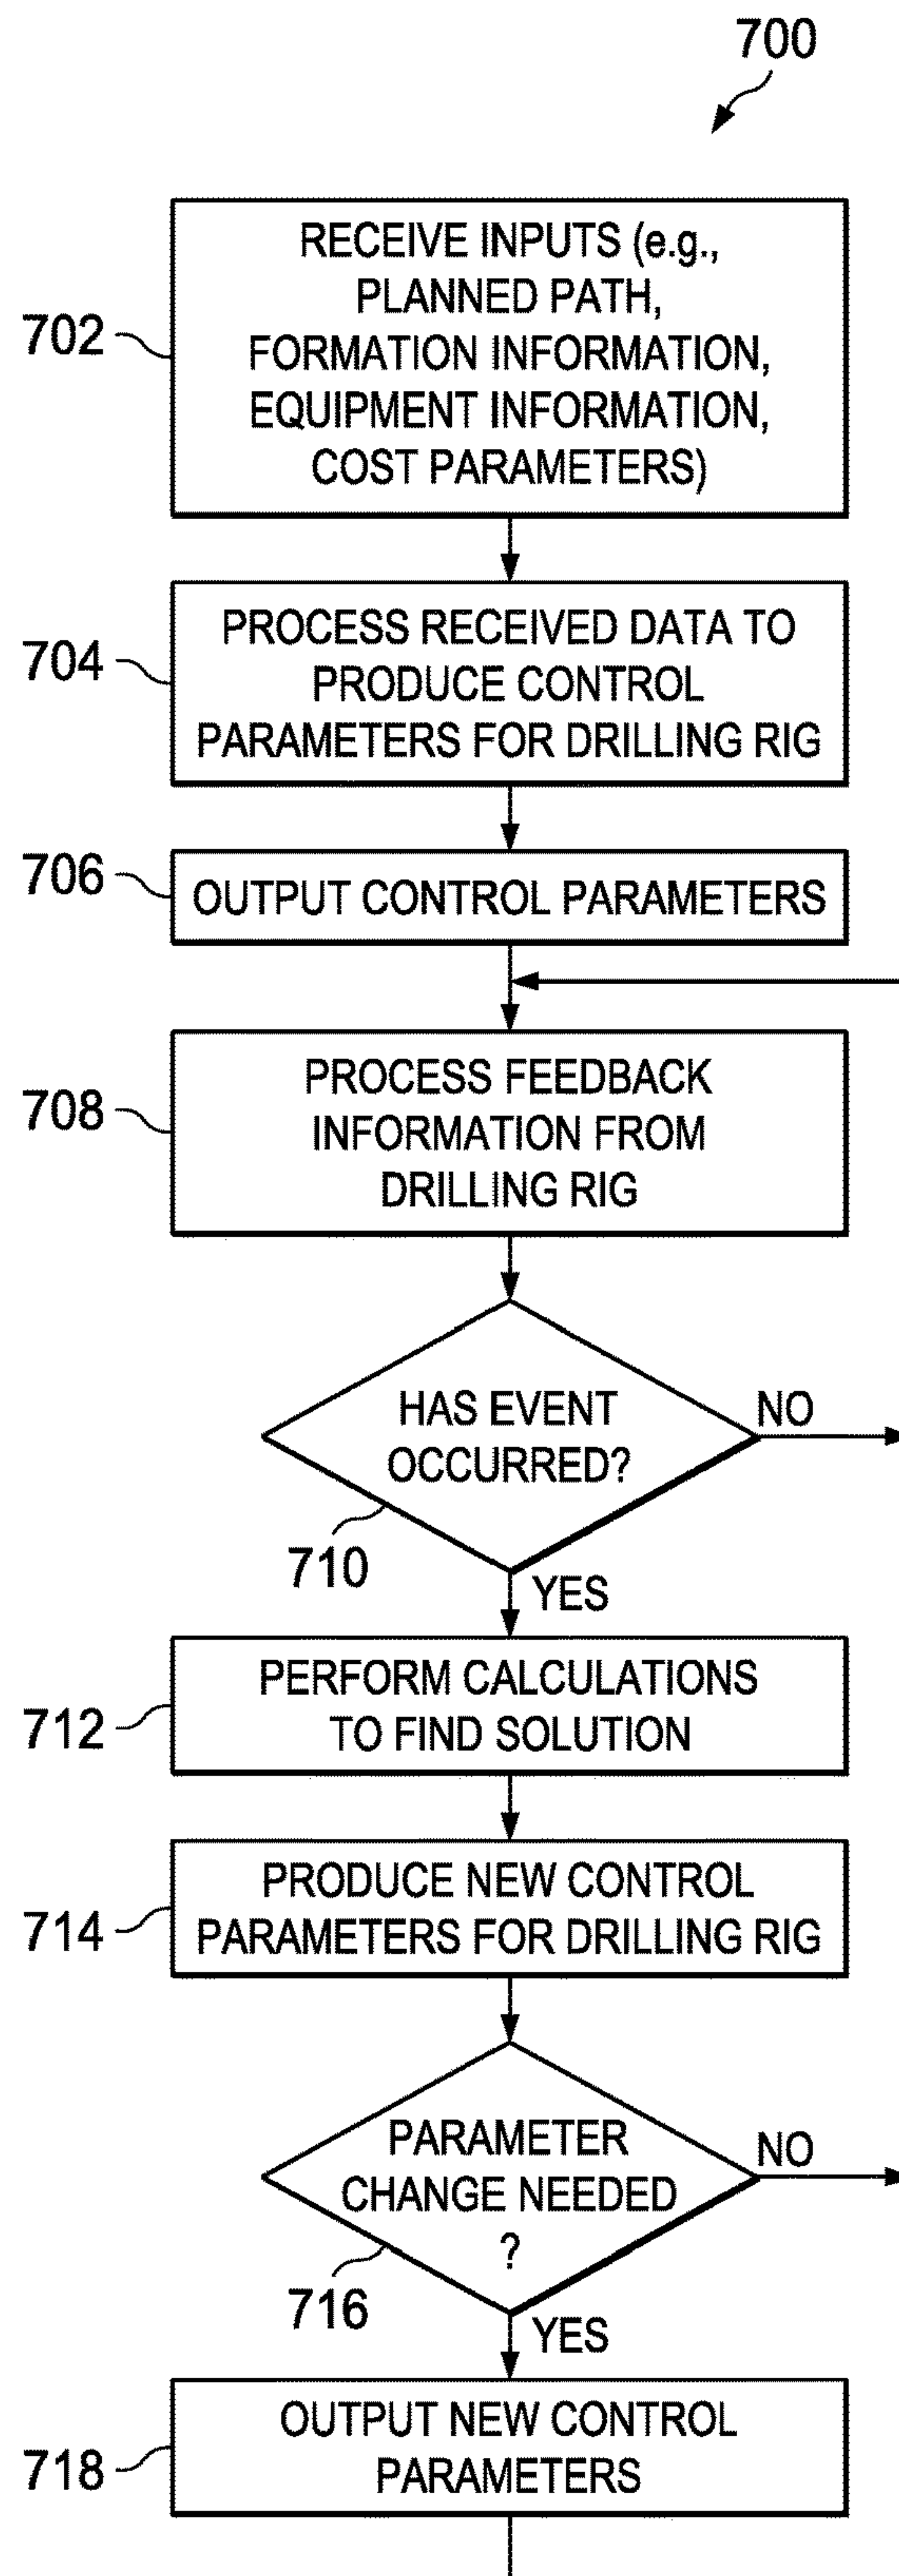 700
702
RECEIVE INPUTS (e.g.,
PLANNED PATH,
FORMATION INFORMATION,
EQUIPMENT INFORMATION,
COST PARAMETERS)
704
PROCESS RECEIVED DATA TO
PRODUCE CONTROL
PARAMETERS FOR DRILLING RIG
706
OUTPUT CONTROL PARAMETERS
708
PROCESS FEEDBACK
INFORMATION FROM
DRILLING RIG
HAS EVENT
OCCURRED?
NO
710
YES
712
PERFORM CALCULATIONS
TO FIND SOLUTION
714
PRODUCE NEW CONTROL
PARAMETERS FOR DRILLING RIG
PARAMETER
CHANGE NEEDED
?
NO
716
YES
718
OUTPUT NEW CONTROL
PARAMETERS